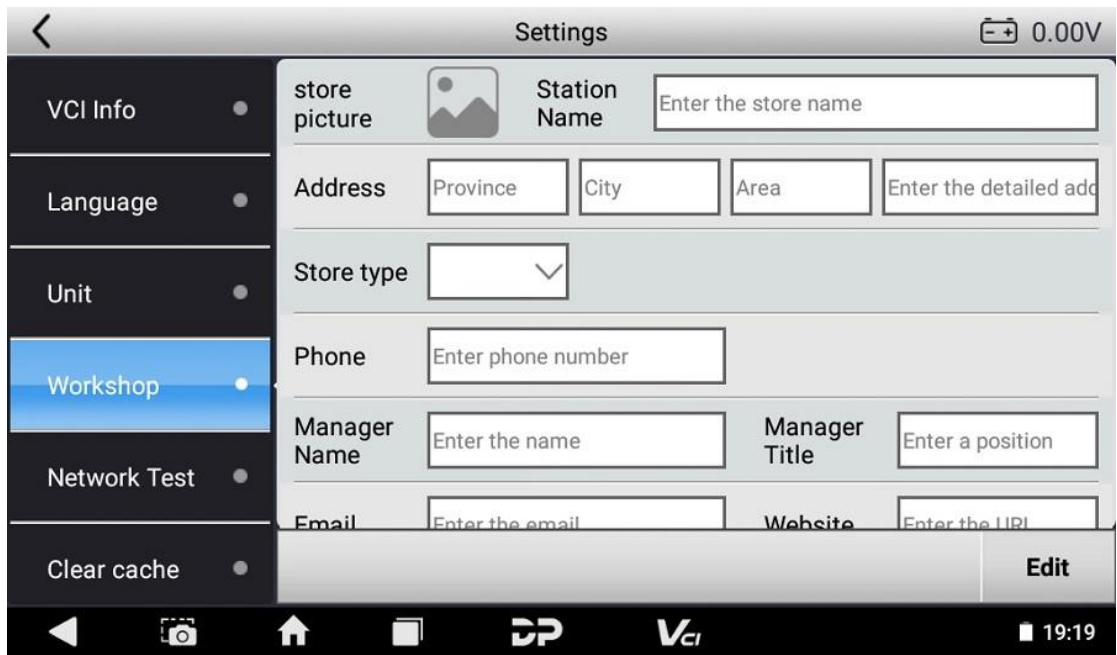 Settings
0.00V
VCI Info
Language
Unit
Workshop
Network Test
Clear cache
store
picture
Station
Name
Enter the store name
Address
Province
City
Area
Enter the detailed add
Store type
Phone
Enter phone number
Manager
Name
Enter the name
Manager
Title
Enter a position
Email
Enter the email
Website
Enter the URL
Edit
DP
VCI
19:19